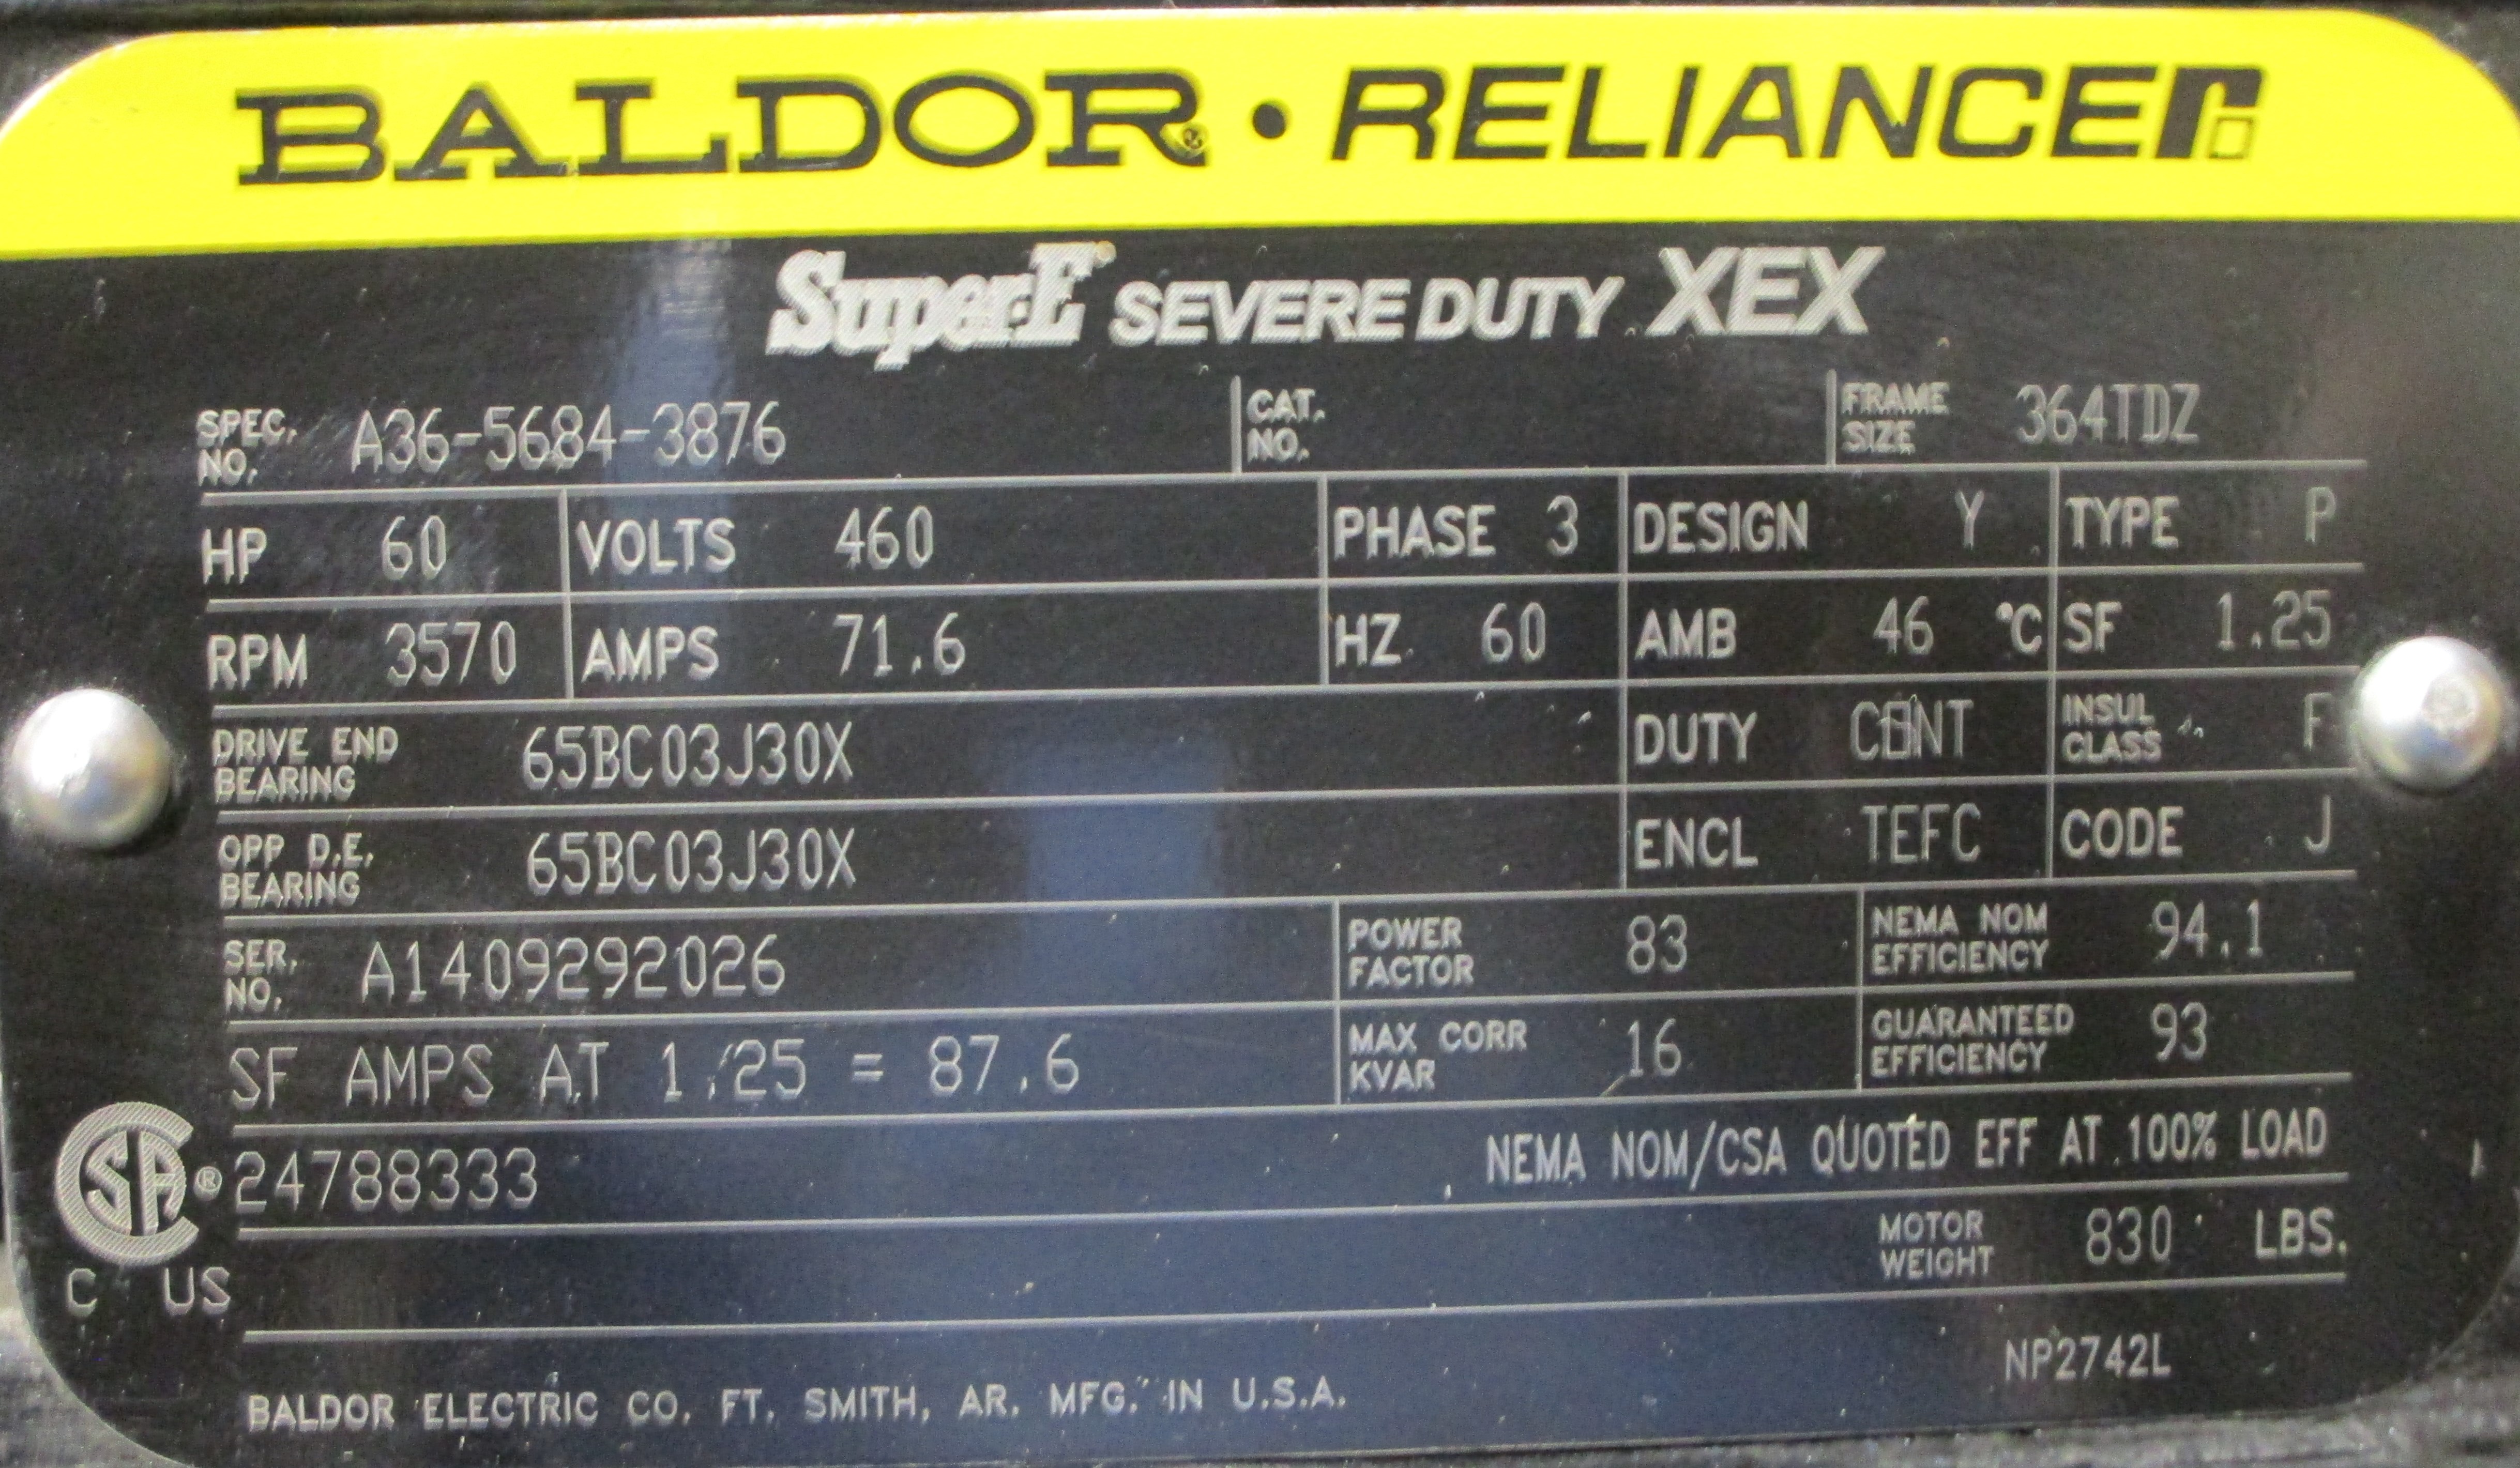 BALDOR® • RELIANCE
Super-E® SEVERE DUTY XEX
SPEC. NO. A36-5684-3876 CAT. NO. FRAME SIZE 364TDZ
HP 60 VOLTS 460 PHASE 3 DESIGN Y TYPE P
RPM 3570 AMPS 71.6 HZ 60 AMB 46 °C SF 1.25
DRIVE END BEARING 65BC03J30X DUTY CONT INSUL CLASS F
OPP D.E. BEARING 65BC03J30X ENCL TEFC CODE J
SER. NO. A1409292026 POWER FACTOR 83 NEMA NOM EFFICIENCY 94.1
SF AMPS AT 1.25 = 87.6 MAX CORR KVAR 16 GUARANTEED EFFICIENCY 93
SA® 24788333 NEMA NOM/CSA QUOTED EFF AT 100% LOAD
C US MOTOR WEIGHT 830 LBS.
NP2742L
BALDOR ELECTRIC CO. FT. SMITH, AR. MFG. IN U.S.A.